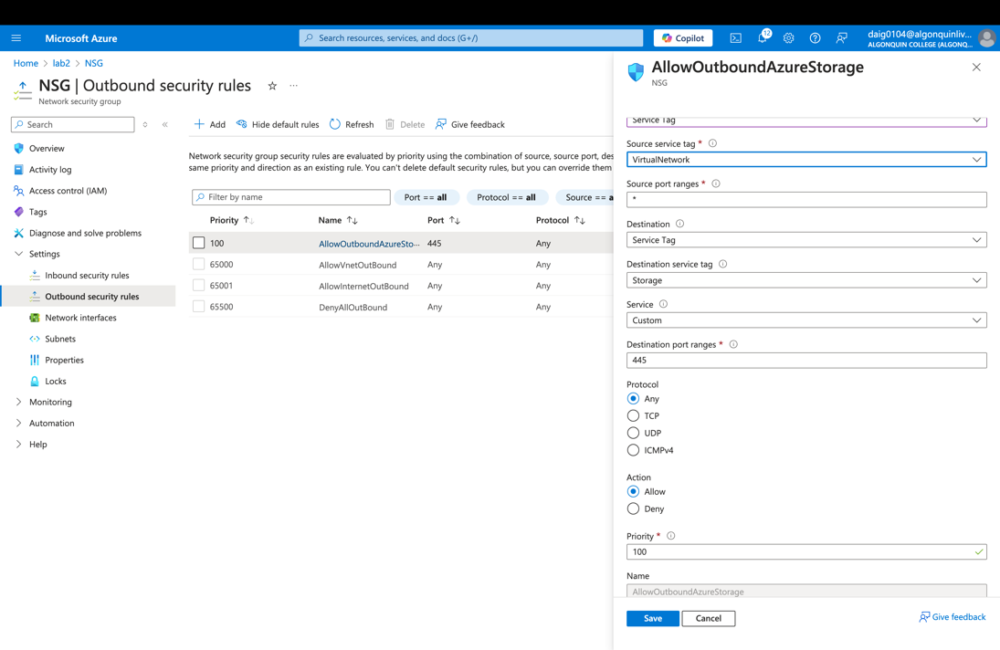 Microsoft Azure
Search resources, services, and docs (G+/)
Copilot
12
daig0104@algonquinliv...
ALGONQUIN COLLEGE (ALGONQ...
Home > lab2 > NSG
NSG | Outbound security rules
Network security group
Search
Overview
Activity log
Access control (IAM)
Tags
Diagnose and solve problems
Settings
Inbound security rules
Outbound security rules
Network interfaces
Subnets
Properties
Locks
Monitoring
Automation
Help
Add Hide default rules Refresh Delete Give feedback
Network security group security rules are evaluated by priority using the combination of source, source port, des
same priority and direction as an existing rule. You can't delete default security rules, but you can override them
Filter by name Port == all Protocol == all Source == a
Priority Name Port Protocol
100 AllowOutboundAzureSto... 445 Any
65000 AllowVnetOutBound Any Any
65001 AllowInternetOutBound Any Any
65500 DenyAllOutBound Any Any
AllowOutboundAzureStorage
NSG
Service Tag
Source service tag *
VirtualNetwork
Source port ranges *
*
Destination
Service Tag
Destination service tag
Storage
Service
Custom
Destination port ranges *
445
Protocol
Any
TCP
UDP
ICMPv4
Action
Allow
Deny
Priority *
100
Name
AllowOutboundAzureStorage
Save Cancel Give feedback